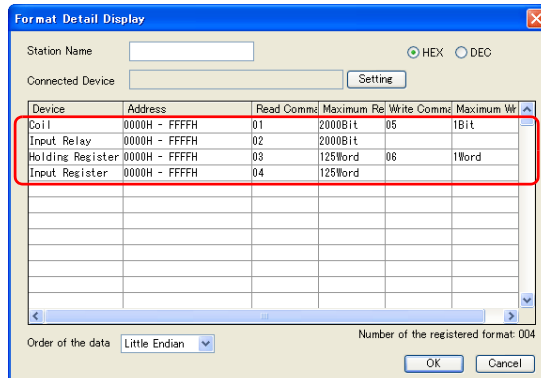 Format Detail Display
Station Name HEX DEC
Connected Device Setting
Device Address Read Comma Maximum Re Write Comma Maximum Wr
Coil 0000H - FFFFH 01 2000Bit 05 1Bit
Input Relay 0000H - FFFFH 02 2000Bit
Holding Register 0000H - FFFFH 03 125Word 06 1Word
Input Register 0000H - FFFFH 04 125Word
Number of the registered format: 004
Order of the data Little Endian
OK Cancel